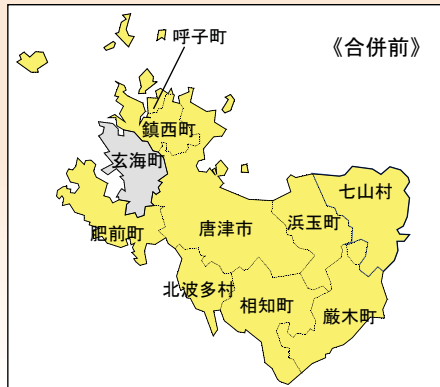 呼子町
《合併前》
鎮西町
玄海町
七山村
浜玉町
唐津市
肥前町
北波多村
相知町
厳木町